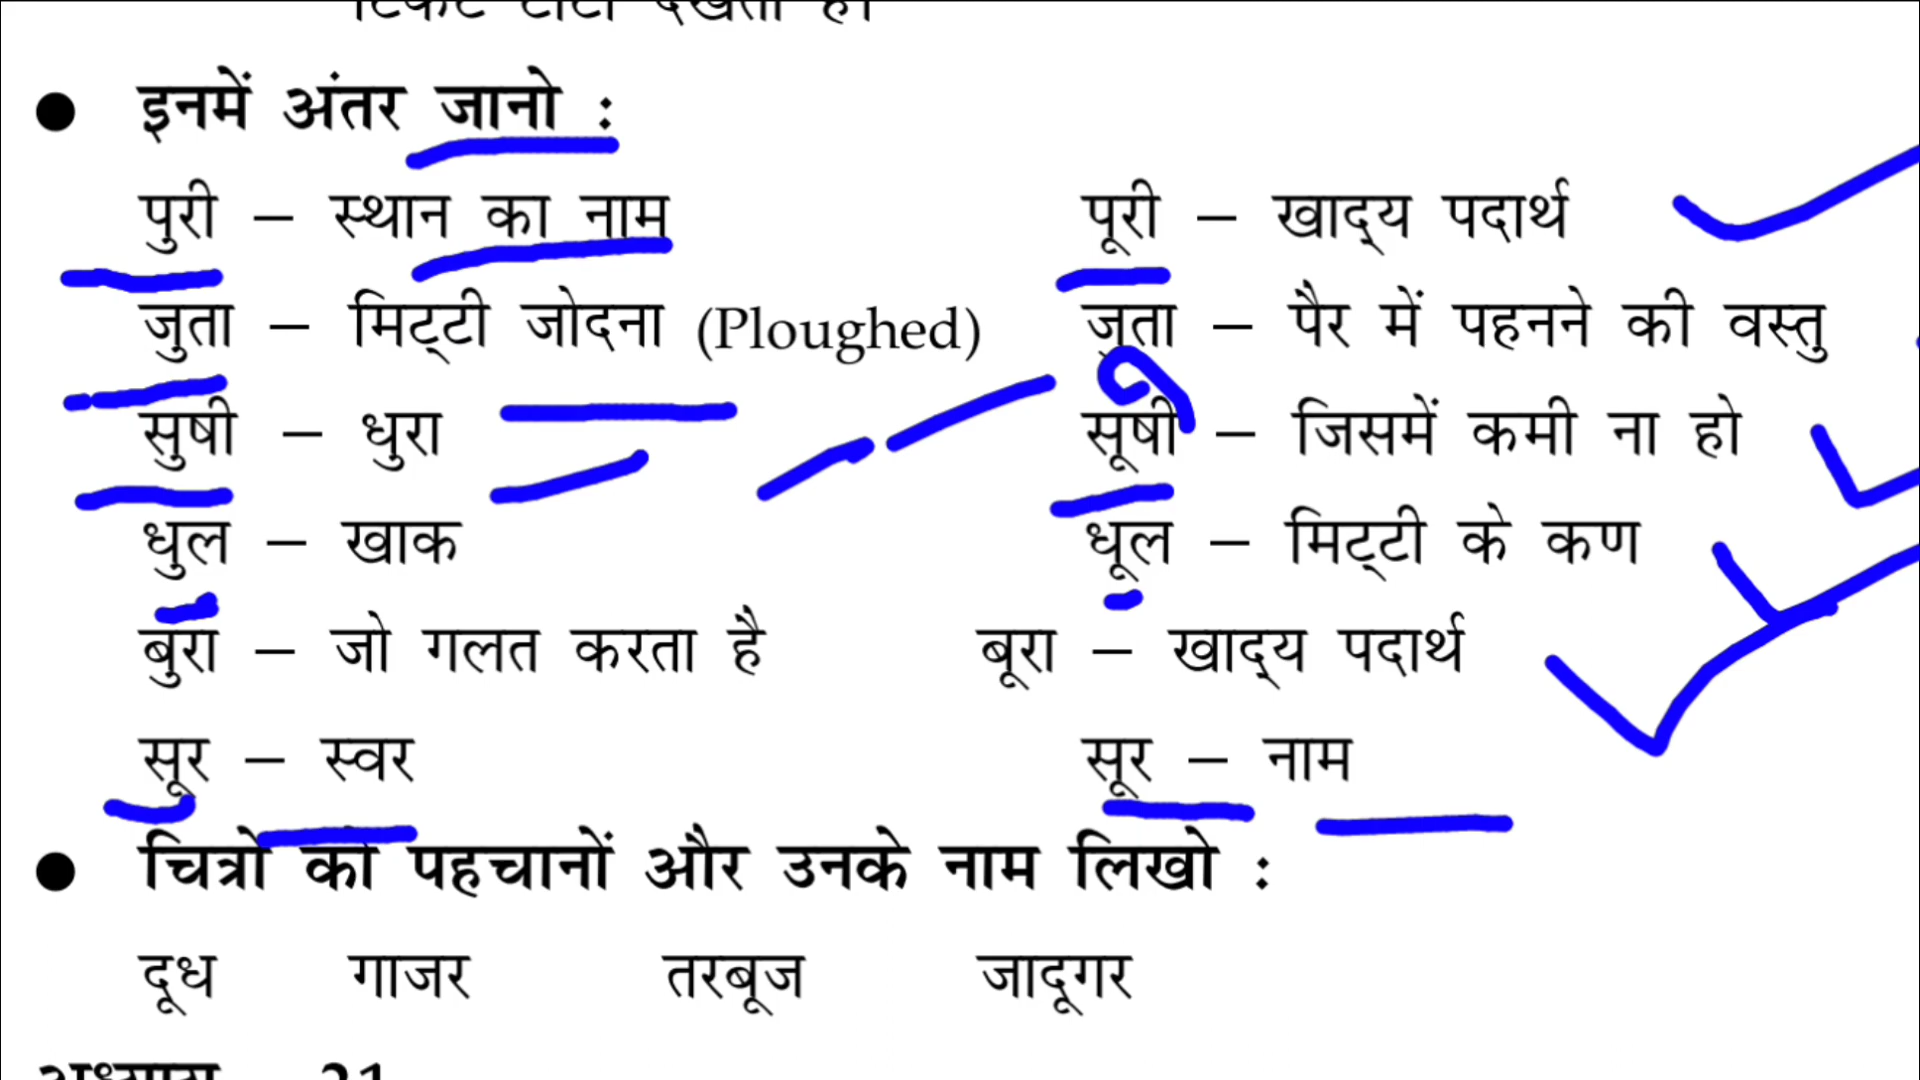 ● इनमें अंतर जानो :
पुरी – स्थान का नाम पूरी – खाद्‌य पदार्थ
जुता – मिट्‌टी जोदना (Ploughed) जूता – पैर में पहनने की वस्तु
सुषी – धुरा सूषी – जिसमें कमी ना हो
धुल – खाक धूल – मिट्‌टी के कण
बुरा – जो गलत करता है बूरा – खाद्‌य पदार्थ
सूर – स्वर सूर – नाम
● चित्रों को पहचानों और उनके नाम लिखो :
दूध गाजर तरबूज जादूगर